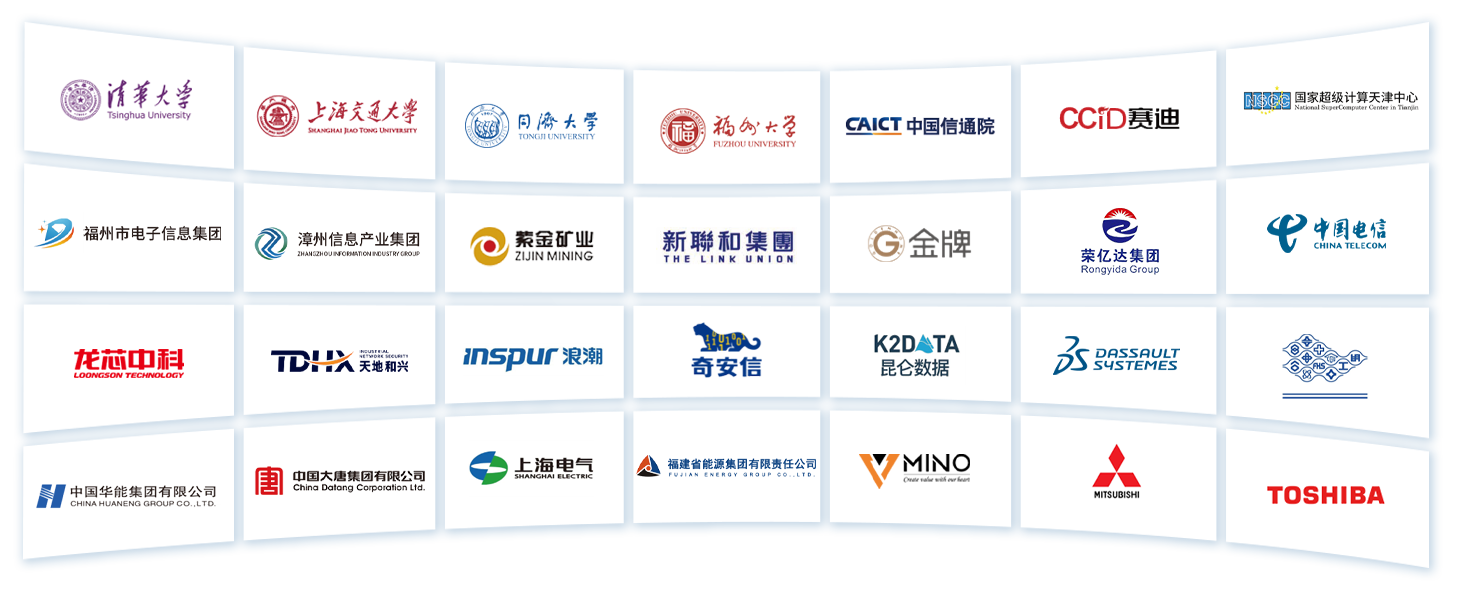 清華大学
Tsinghua University
上海交通大学
SHANGHAI JIAO TONG UNIVERSITY
同濟大学
TONGJI UNIVERSITY
福州大学
FUZHOU UNIVERSITY
CAICT 中国信通院
CCID赛迪
NSCC 国家超级计算天津中心
National SuperComputer Center in Tianjin
福州市电子信息集团
漳州信息产业集团
ZHANGZHOU INFORMATION INDUSTRY GROUP
紫金矿业
ZIJIN MINING
新聯和集團
THE LINK UNION
G 金牌
荣亿达集团
Rongyida Group
中国电信
CHINA TELECOM
龙芯中科
LOONGSON TECHNOLOGY
TDHX
INDUSTRIAL
NETWORK SECURITY
天地和兴
inspur 浪潮
奇安信
K2DATA
昆仑数据
3DS DASSAULT
SYSTEMES
FHS
中国华能集团有限公司
CHINA HUANENG GROUP CO.,LTD.
唐 中国大唐集团有限公司
China Datang Corporation Ltd.
上海电气
SHANGHAI ELECTRIC
福建省能源集团有限责任公司
FUJIAN ENERGY GROUP CO.,LTD.
MINO
Create value with our heart
MITSUBISHI
TOSHIBA